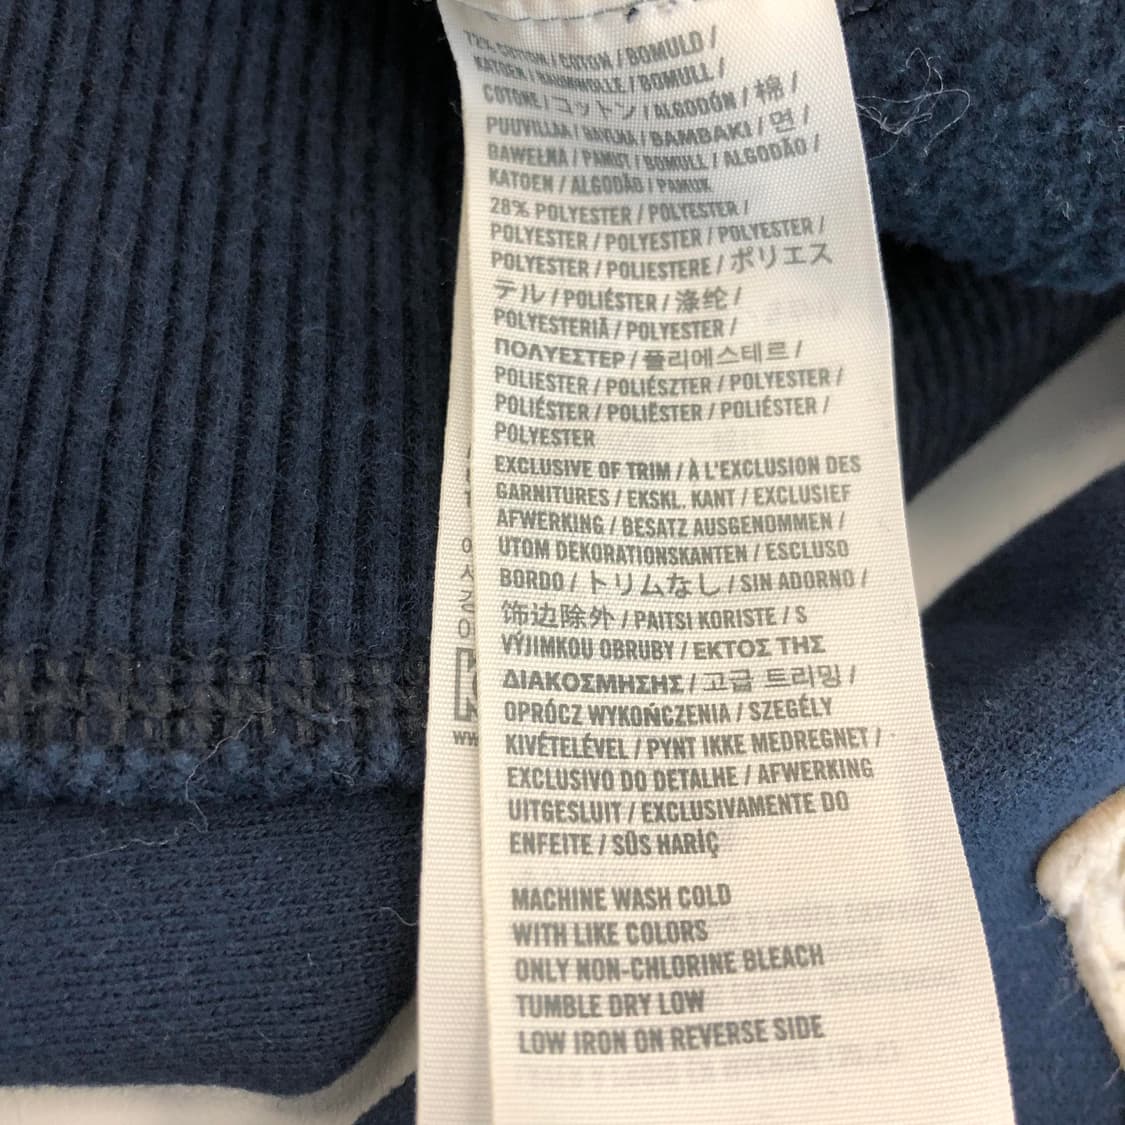 72% COTTON / COTON / BOMULD /
KATOEN / BAUMWOLLE / BOMULL /
COTONE / コットン / ALGODÓN / 棉 /
PUUVILLAA / BAVLNA / BAMBAKI / 면 /
BAWEŁNA / PAMUT / BOMULL / ALGODÃO /
KATOEN / ALGODÃO / PAMUK
28% POLYESTER / POLYESTER /
POLYESTER / POLYESTER / POLYESTER /
POLYESTER / POLIESTERE / ポリエス
テル / POLIÉSTER / 涤纶 /
POLYESTERIÄ / POLYESTER /
ΠΟΛΥΕΣΤΕΡ / 폴리에스테르 /
POLIESTER / POLIÉSZTER / POLYESTER /
POLIÉSTER / POLIËSTER / POLIÉSTER /
POLYESTER
EXCLUSIVE OF TRIM / À L'EXCLUSION DES
GARNITURES / EKSKL. KANT / EXCLUSIEF
AFWERKING / BESATZ AUSGENOMMEN /
UTOM DEKORATIONSKANTEN / ESCLUSO
BORDO / トリムなし / SIN ADORNO /
饰边除外 / PAITSI KORISTE / S
VÝJIMKOU OBRUBY / ΕΚΤΟΣ ΤΗΣ
ΔΙΑΚΟΣΜΗΣΗΣ / 고급 트리밍 /
OPRÓCZ WYKOŃCZENIA / SZEGÉLY
KIVÉTELÉVEL / PYNT IKKE MEDREGNET /
EXCLUSIVO DO DETALHE / AFWERKING
UITGESLUIT / EXCLUSIVAMENTE DO
ENFEITE / SÜS HARİÇ
MACHINE WASH COLD
WITH LIKE COLORS
ONLY NON-CHLORINE BLEACH
TUMBLE DRY LOW
LOW IRON ON REVERSE SIDE